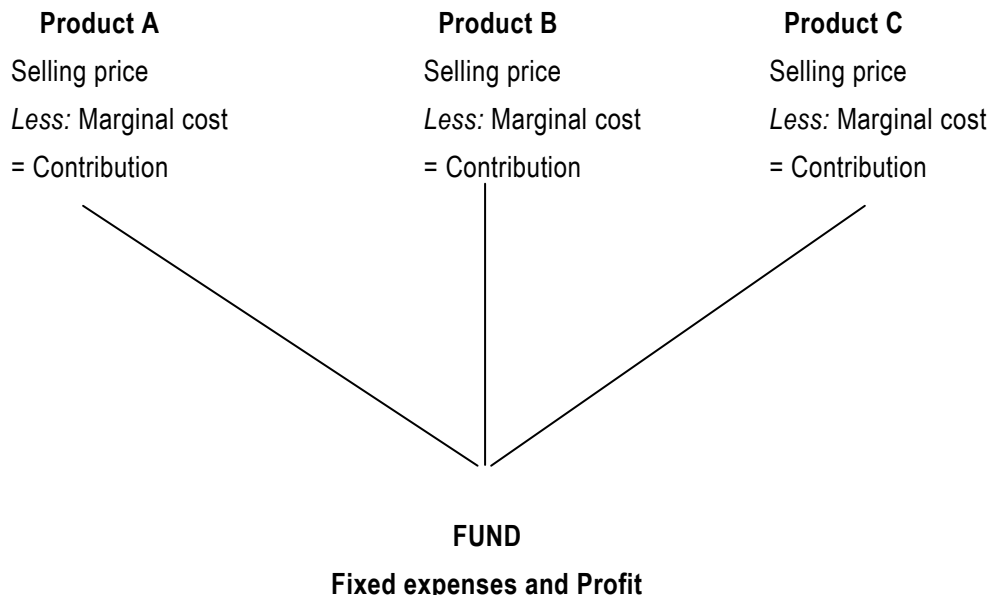 Product A Product B Product C
Selling price Selling price Selling price
Less: Marginal cost Less: Marginal cost Less: Marginal cost
= Contribution = Contribution = Contribution
FUND
Fixed expenses and Profit